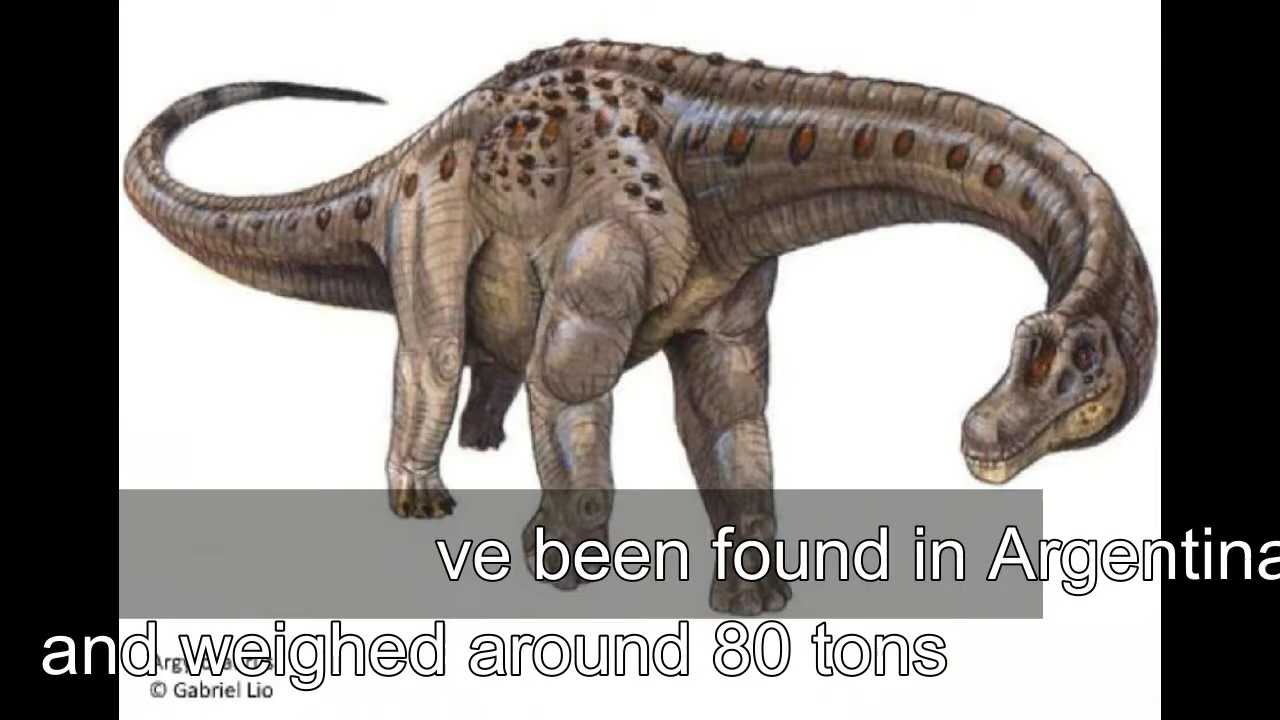 ve been found in Argentina
and weighed around 80 tons
© Gabriel Lio